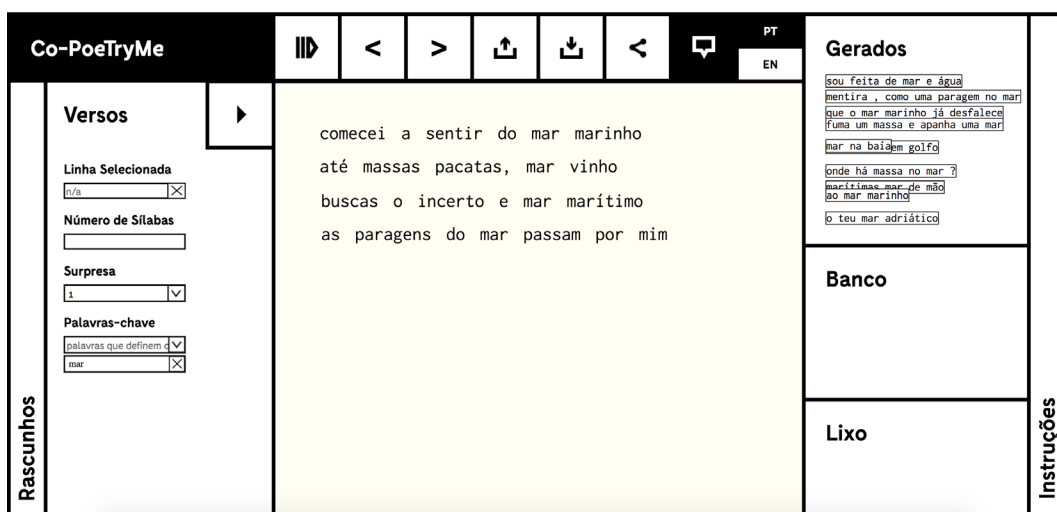 Co-PoeTryMe
PT
EN
Versos
Linha Selecionada
n/a
Número de Sílabas
Surpresa
1
Palavras-chave
palavras que definem
mar
Rascunhos
comecei a sentir do mar marinho
até massas pacatas, mar vinho
buscas o incerto e mar marítimo
as paragens do mar passam por mim
Gerados
sou feita de mar e água
mentira , como uma paragem no mar
que o mar marinho já desfalece
fuma um massa e apanha uma mar
mar na baía
em golfo
onde há massa no mar ?
marítimas mar de mão
ao mar marinho
o teu mar adriático
Banco
Lixo
Instruções